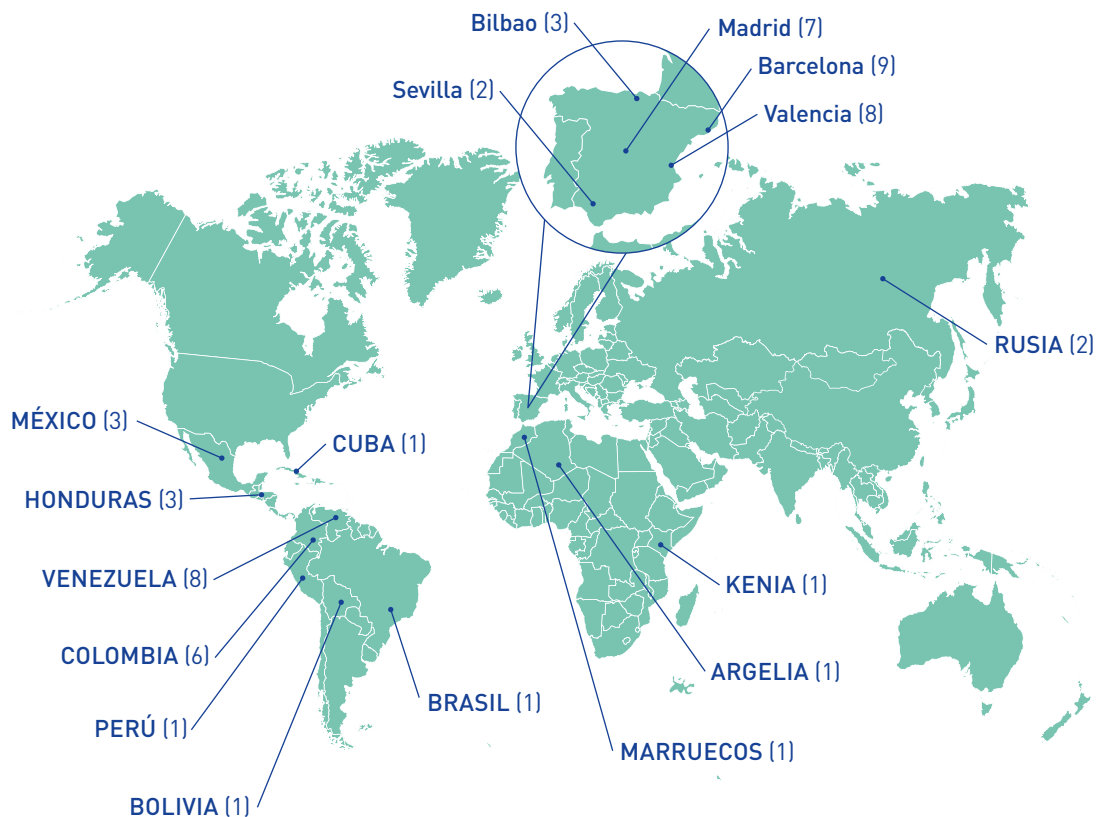 Bilbao (3)
Madrid (7)
Barcelona (9)
Sevilla (2)
Valencia (8)
RUSIA (2)
MÉXICO (3)
CUBA (1)
HONDURAS (3)
VENEZUELA (8)
KENIA (1)
COLOMBIA (6)
ARGELIA (1)
BRASIL (1)
PERÚ (1)
MARRUECOS (1)
BOLIVIA (1)